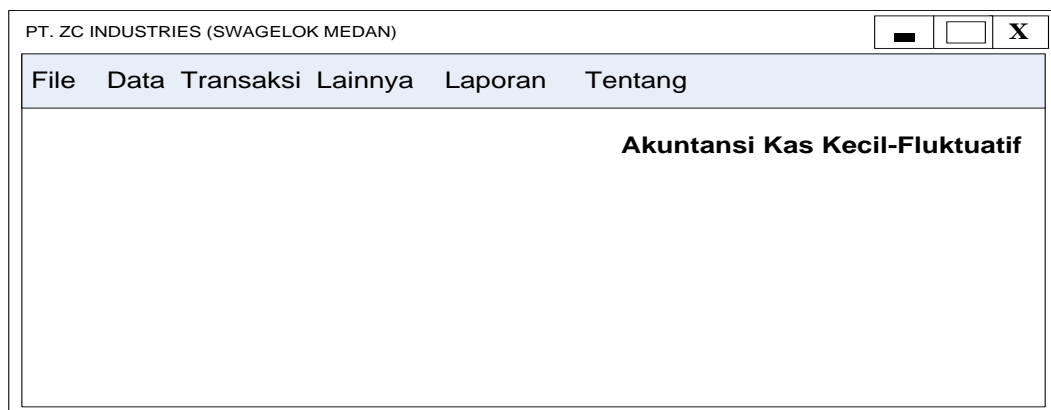 PT. ZC INDUSTRIES (SWAGELOK MEDAN) X
File Data Transaksi Lainnya Laporan Tentang
Akuntansi Kas Kecil-Fluktuatif